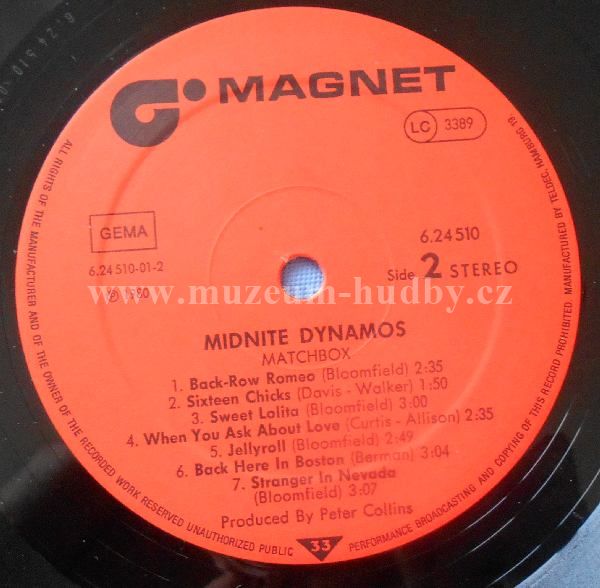 MAGNET
LC 3389
GEMA
6.24 510-01-2
℗ 1980
6.24 510
Side 2 STEREO
www.muzeum-hudby.cz
MIDNITE DYNAMOS
MATCHBOX
1. Back-Row Romeo (Bloomfield) 2:35
2. Sixteen Chicks (Davis - Walker) 1:50
3. Sweet Lolita (Bloomfield) 3:00
4. When You Ask About Love (Curtis - Allison) 2:35
5. Jellyroll (Bloomfield) 2:49
6. Back Here In Boston (Berman) 3:04
7. Stranger In Nevada
(Bloomfield) 3:07
Produced By Peter Collins
33
ALL RIGHTS OF THE MANUFACTURER AND OF THE OWNER OF THE RECORDED WORK RESERVED UNAUTHORIZED PUBLIC PERFORMANCE BROADCASTING AND COPYING OF THIS RECORD PROHIBITED. MANUFACTURED BY TELDEC, HAMBURG 19.